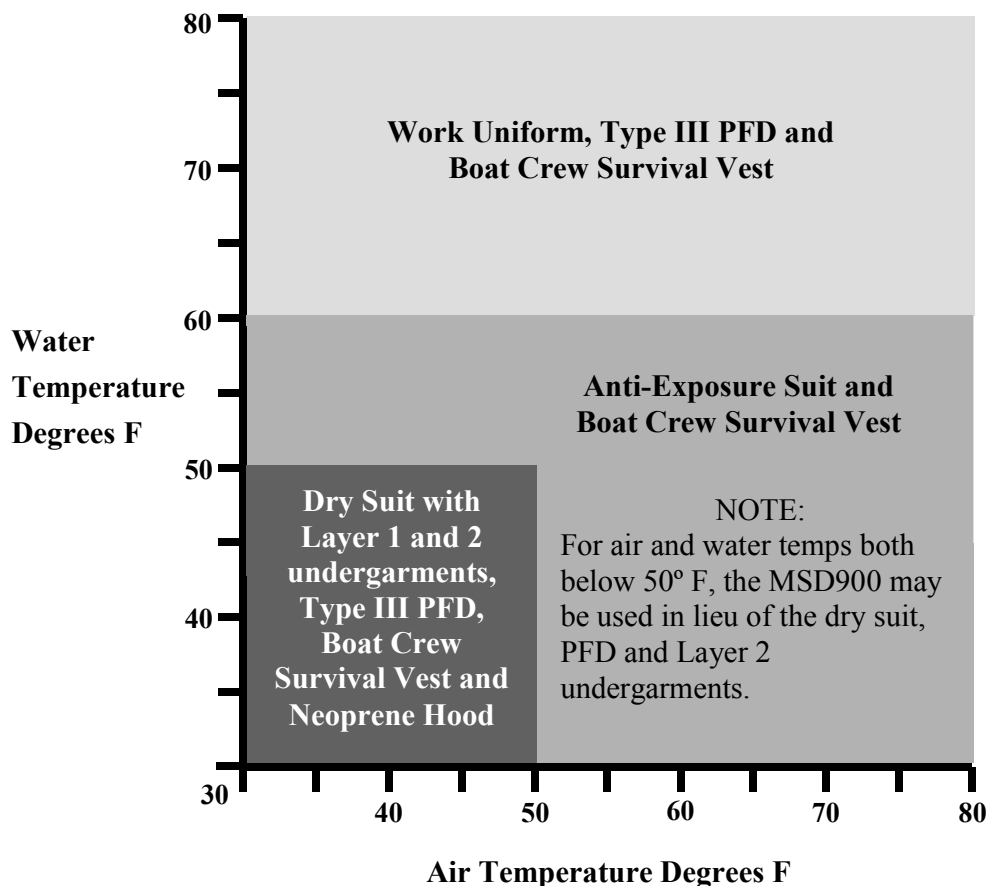 80
Work Uniform, Type III PFD and
Boat Crew Survival Vest
70
60
Water
Temperature
Degrees F
Anti-Exposure Suit and
Boat Crew Survival Vest
50
Dry Suit with
Layer 1 and 2
undergarments,
Type III PFD,
Boat Crew
Survival Vest and
Neoprene Hood
NOTE:
For air and water temps both
below 50º F, the MSD900 may
be used in lieu of the dry suit,
PFD and Layer 2
undergarments.
40
30
40 50 60 70 80
Air Temperature Degrees F